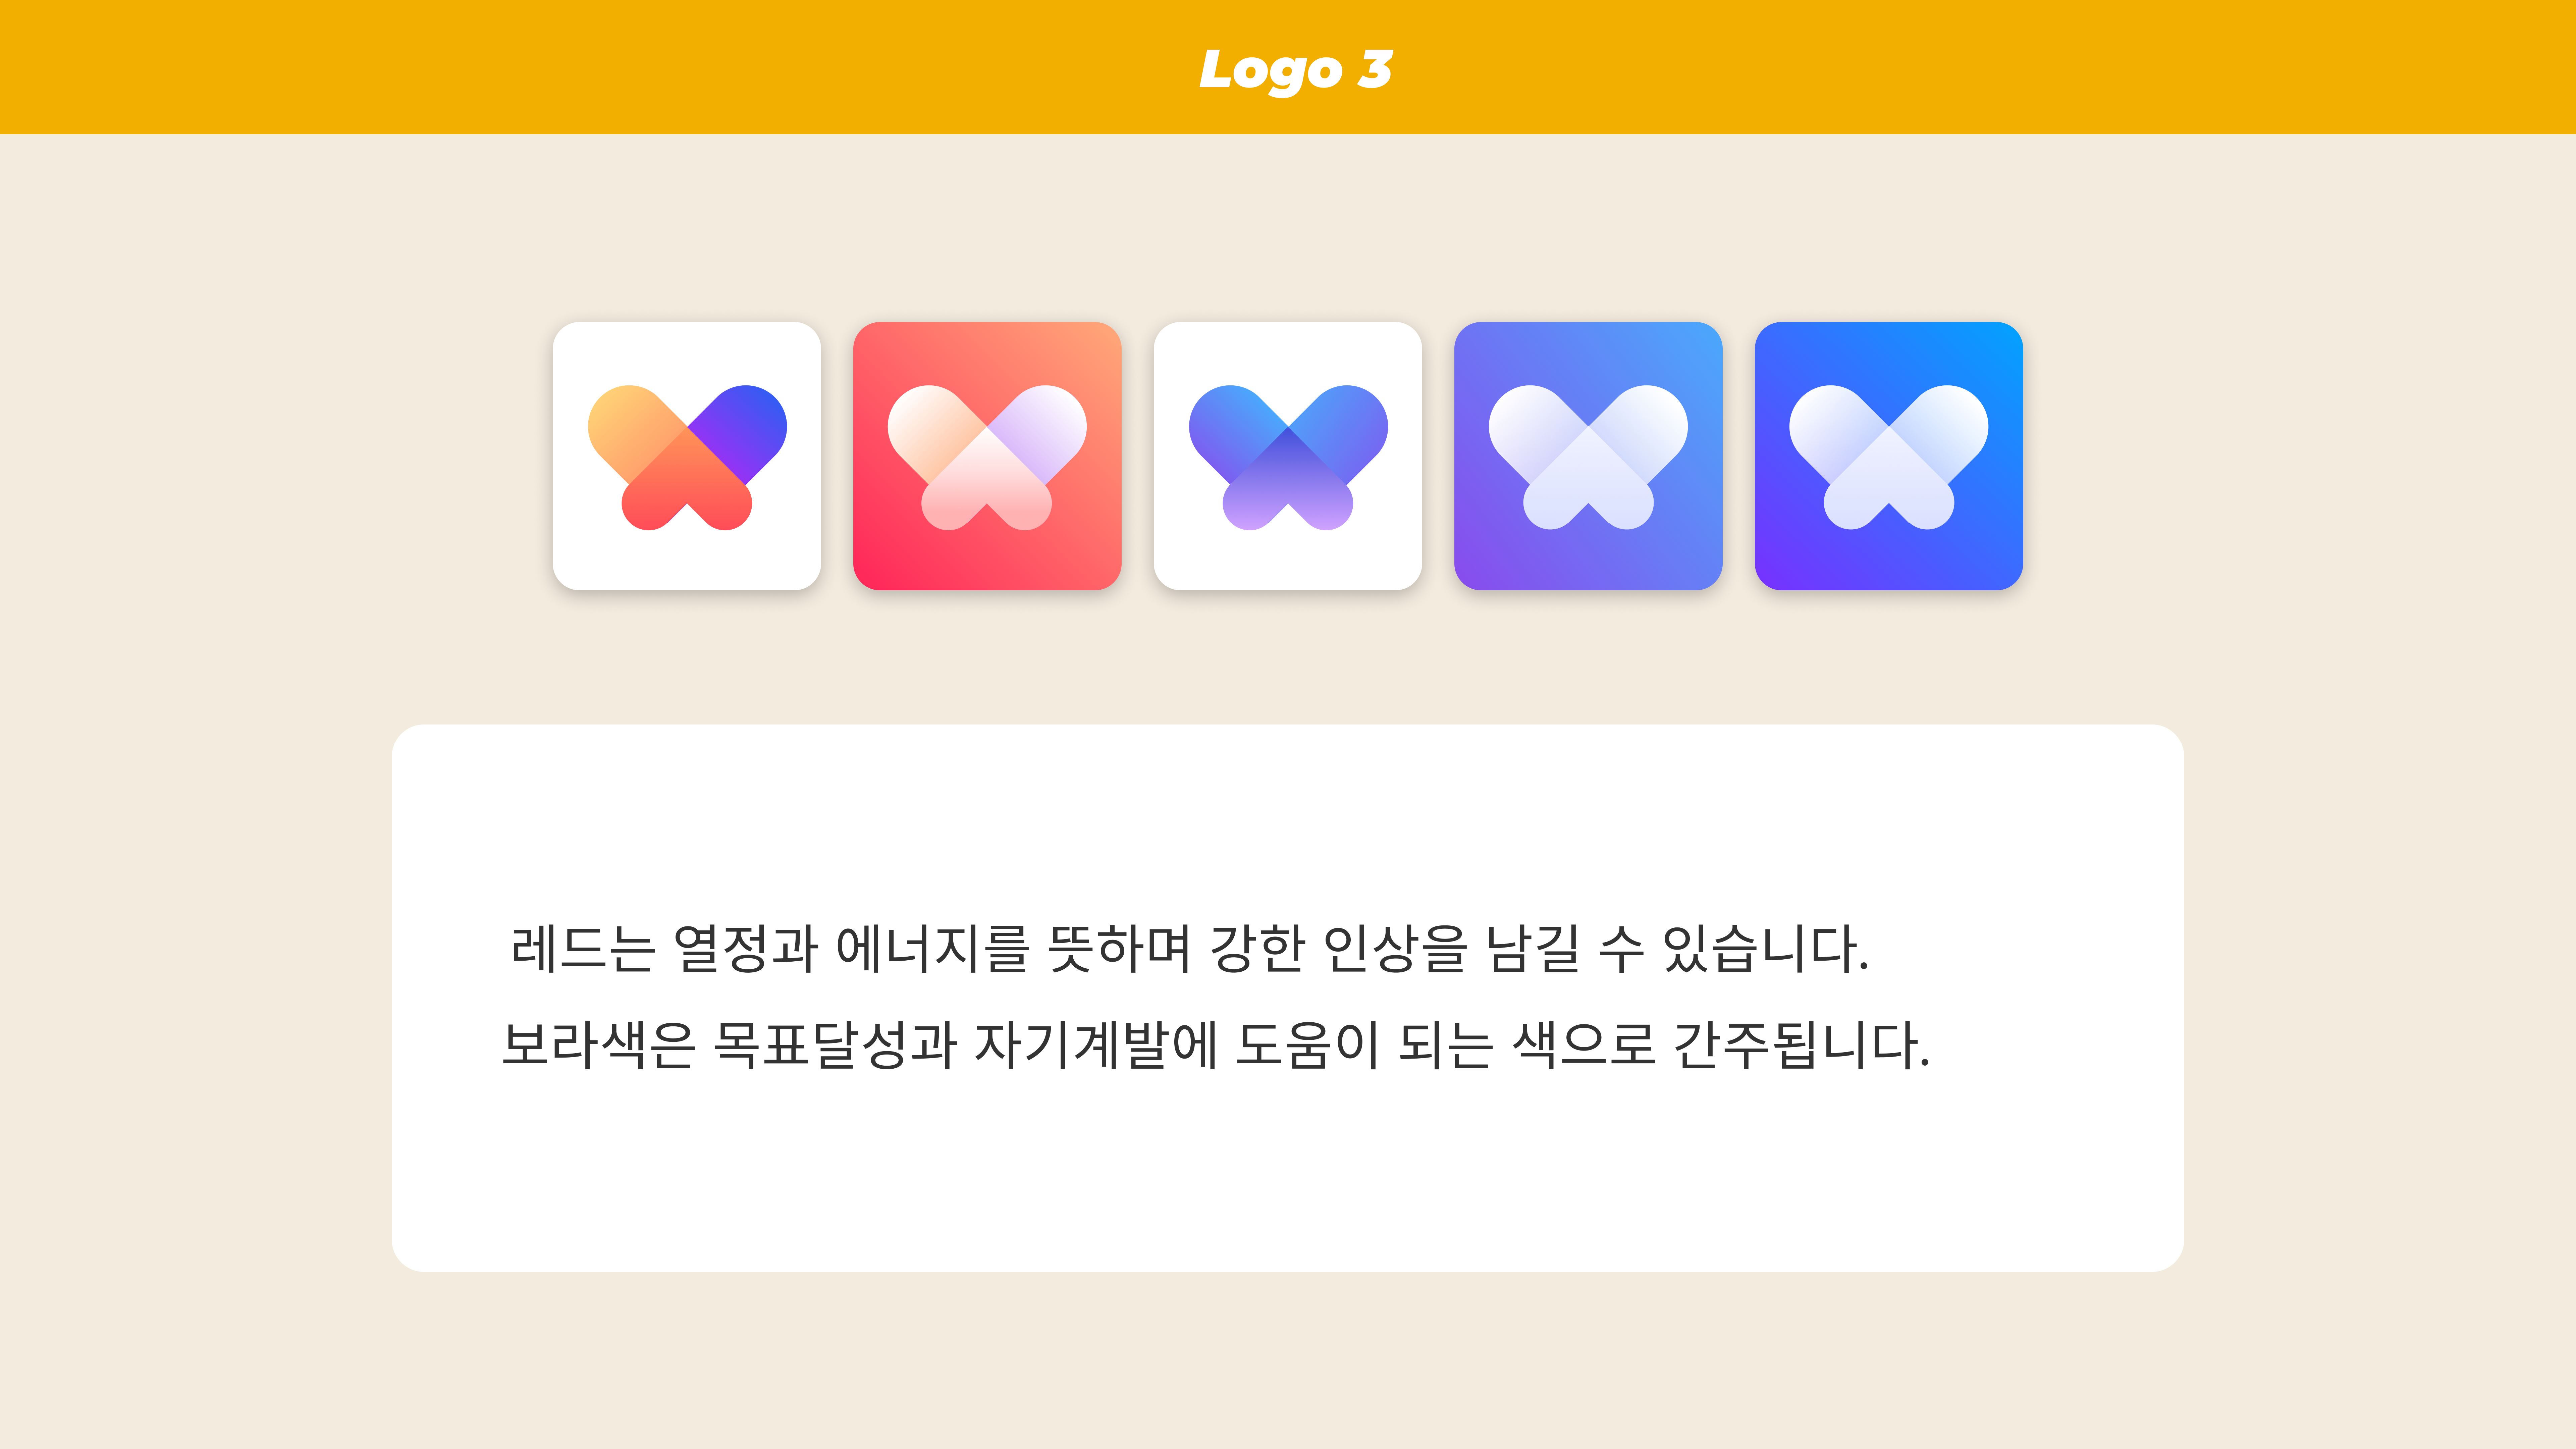 Logo 3
레드는 열정과 에너지를 뜻하며 강한 인상을 남길 수 있습니다.
보라색은 목표달성과 자기계발에 도움이 되는 색으로 간주됩니다.